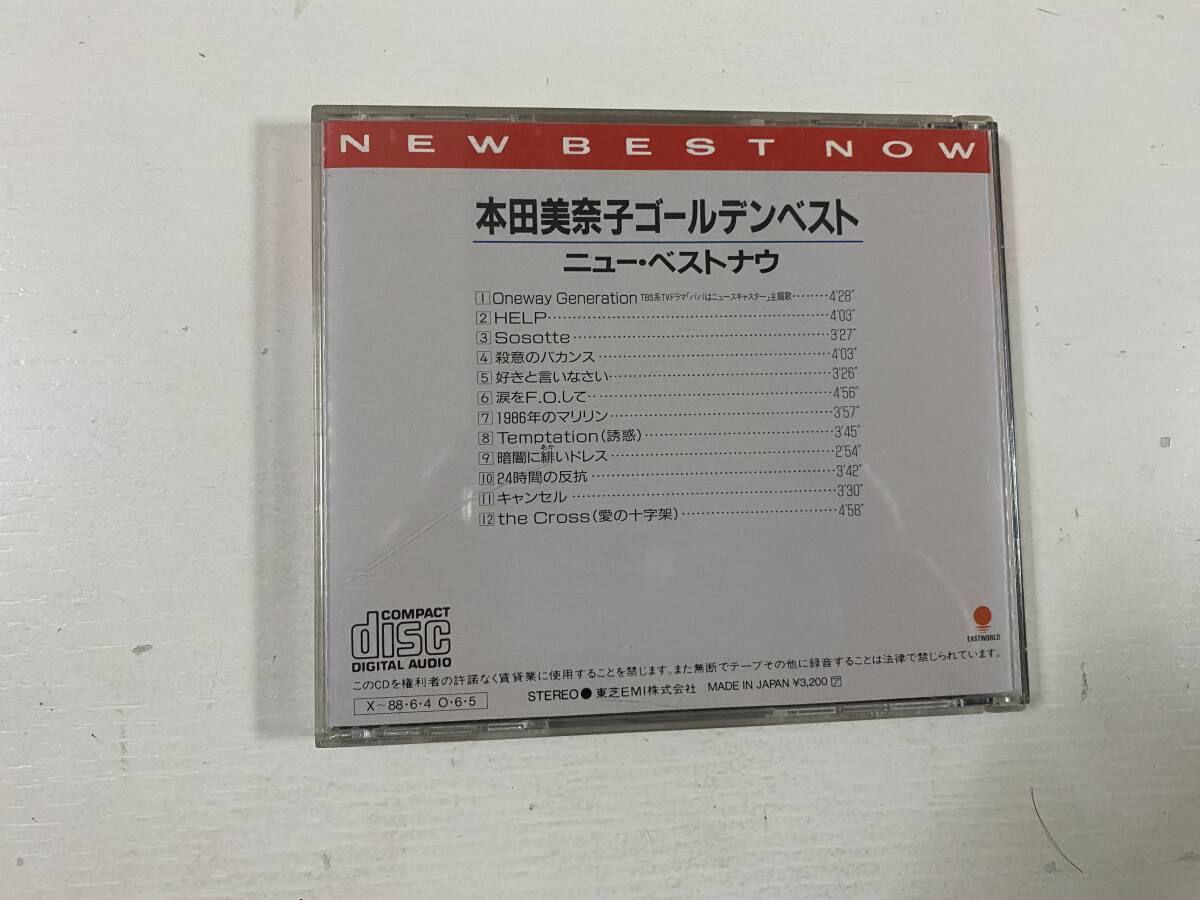 NEW BEST NOW
本田美奈子ゴールデンベスト
ニュー・ベストナウ
1 Oneway Generation TBS系TVドラマ「パパはニュースキャスター」主題歌………4'28"
2 HELP………4'03"
3 Sosotte………3'27"
4 殺意のバカンス………4'03"
5 好きと言いなさい………3'26"
6 涙をF.O.して………4'56"
7 1986年のマリリン………3'57"
8 Temptation(誘惑)………3'45"
9 暗闇に緋いドレス………2'54"
あか
10 24時間の反抗………3'42"
11 キャンセル………3'30"
12 the Cross(愛の十字架)………4'58"
COMPACT
disc
DIGITAL AUDIO
EASTWORLD
このCDを権利者の許諾なく賃貸業に使用することを禁じます。また無断でテープその他に録音することは法律で禁じられています。
X~88・6・4 O・6・5
STEREO● 東芝EMI株式会社 MADE IN JAPAN ¥3,200 ア